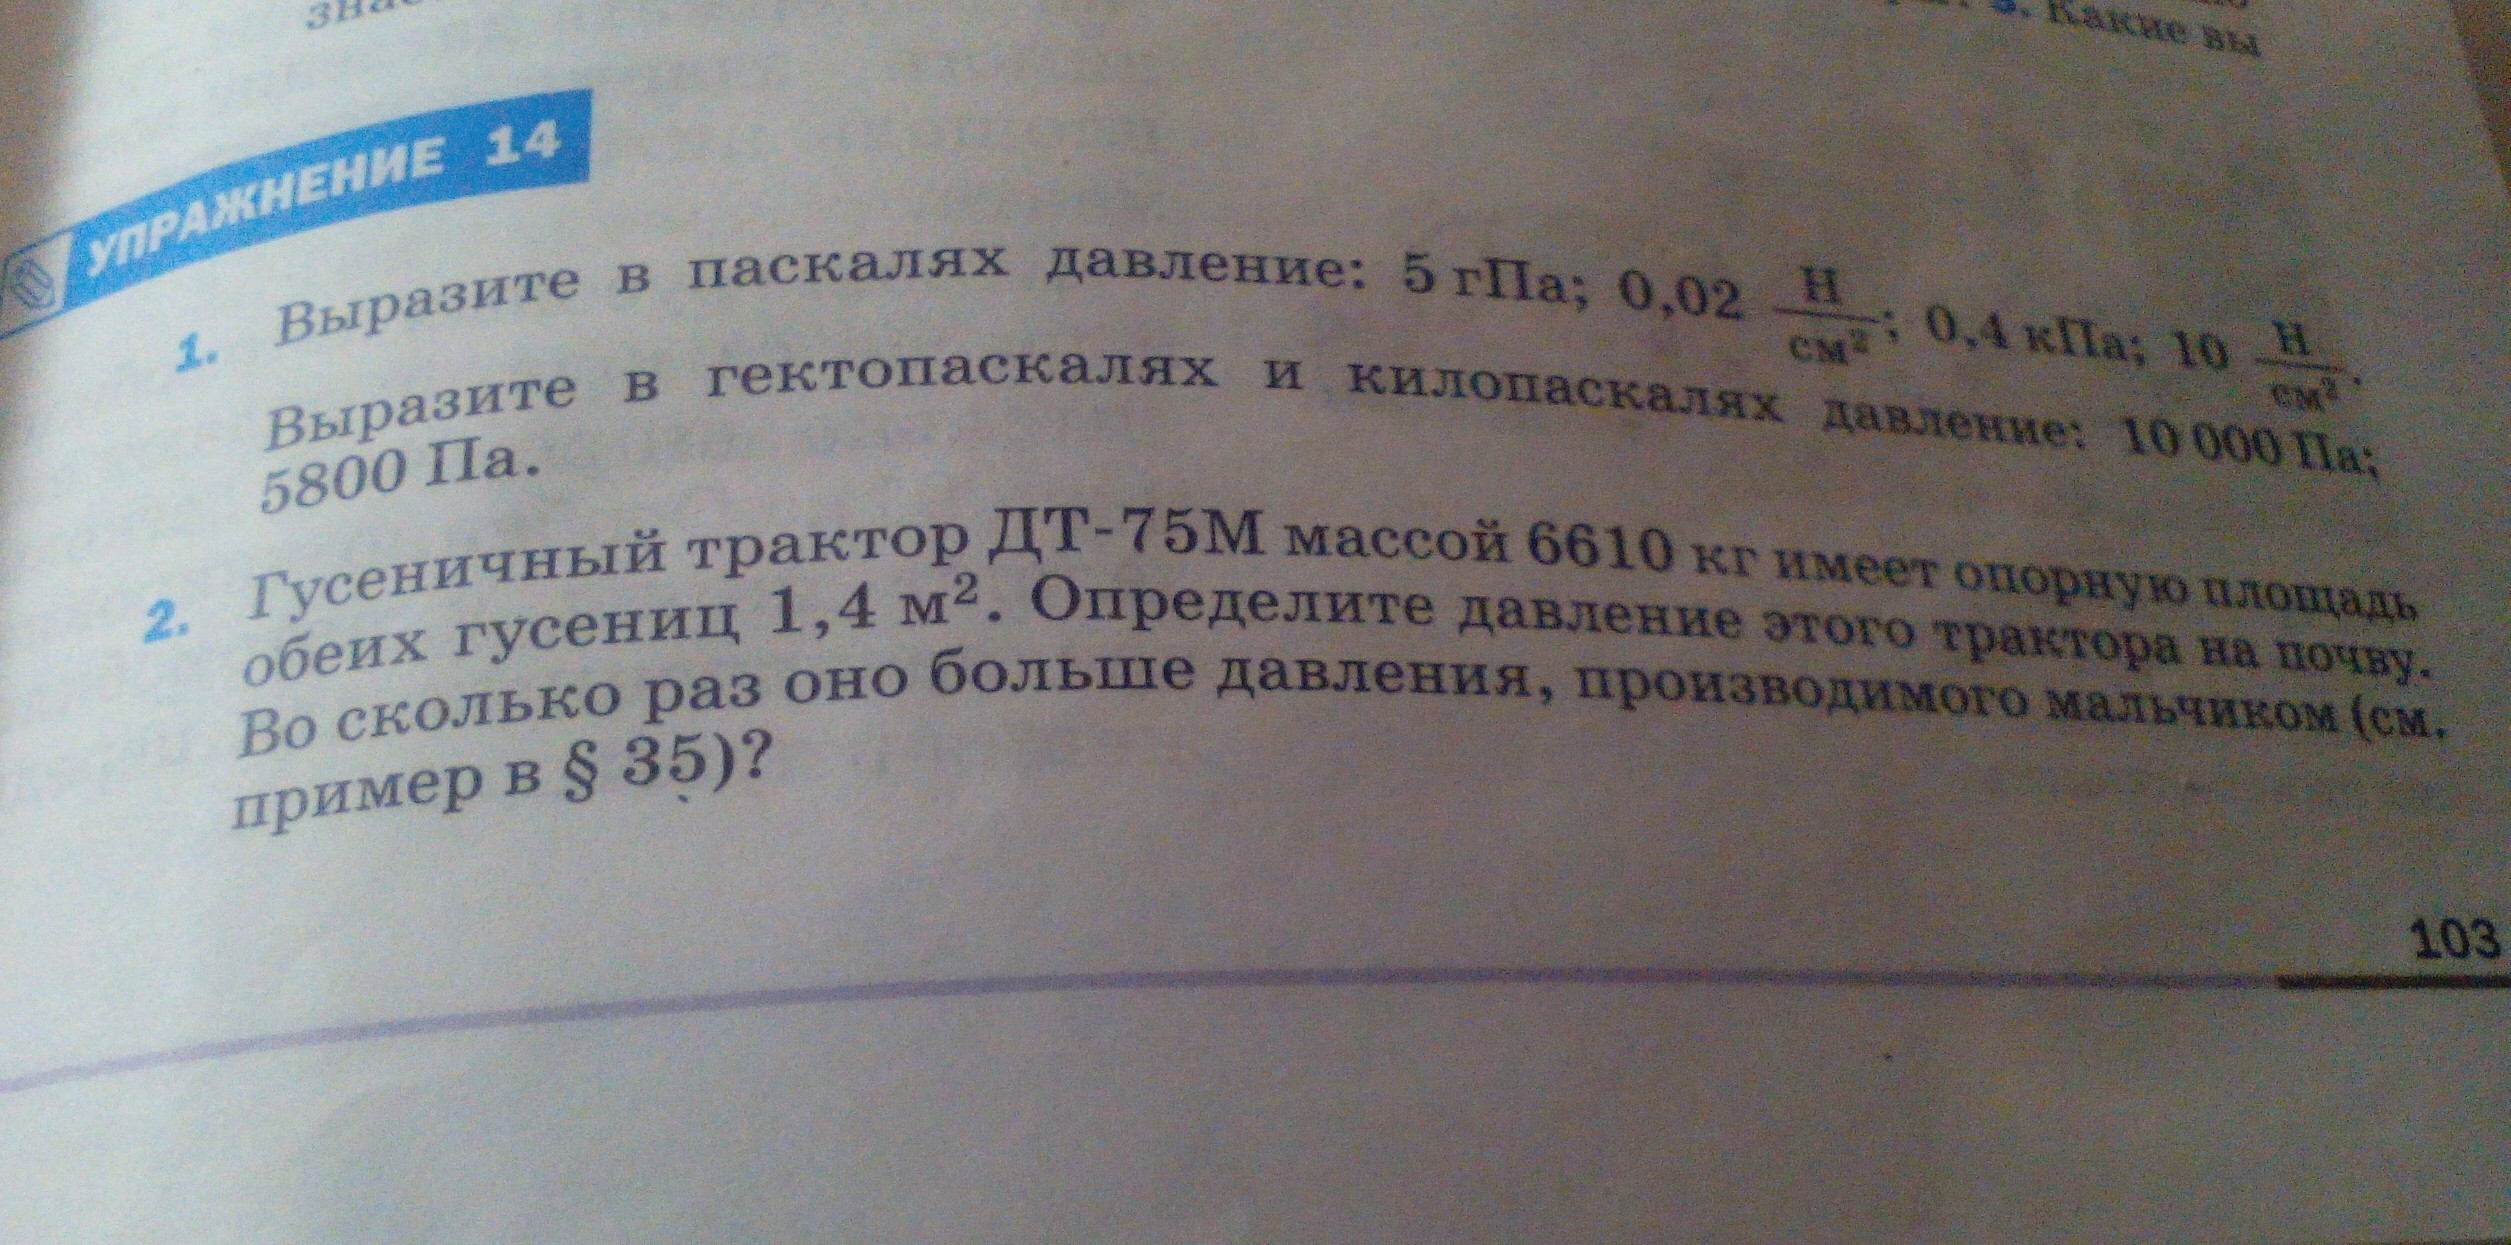 3. Какие вы
УПРАЖНЕНИЕ 14
1. Выразите в паскалях давление: 5 гПа; 0,02 Н/см²; 0,4 кПа; 10 Н/см².
Выразите в гектопаскалях и килопаскалях давление: 10 000 Па;
5800 Па.
2. Гусеничный трактор ДТ-75М массой 6610 кг имеет опорную площадь
обеих гусениц 1,4 м². Определите давление этого трактора на почву.
Во сколько раз оно больше давления, производимого мальчиком (см.
пример в § 35)?
103